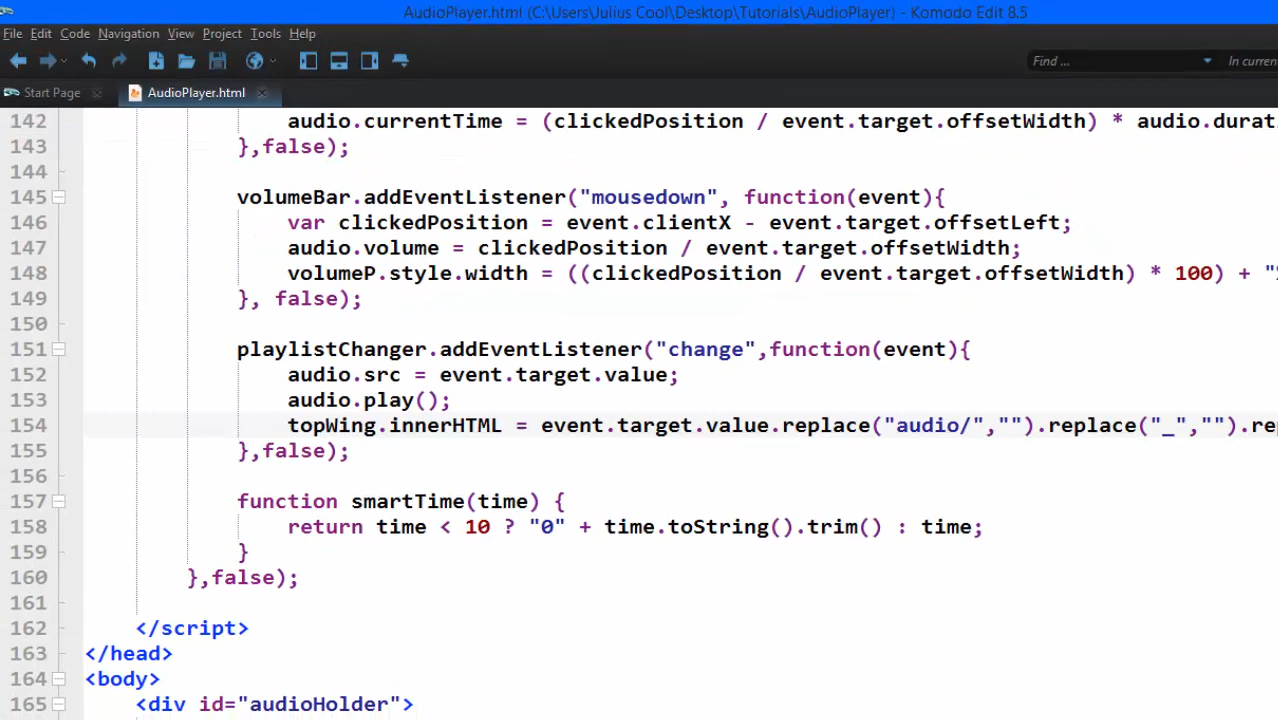 AudioPlayer.html (C:\Users\Julius Cool\Desktop\Tutorials\AudioPlayer) - Komodo Edit 8.5
File Edit Code Navigation View Project Tools Help
Find ... In curren
Start Page AudioPlayer.html
142 audio.currentTime = (clickedPosition / event.target.offsetWidth) * audio.durati
143 },false);
144
145 volumeBar.addEventListener("mousedown", function(event){
146 var clickedPosition = event.clientX - event.target.offsetLeft;
147 audio.volume = clickedPosition / event.target.offsetWidth;
148 volumeP.style.width = ((clickedPosition / event.target.offsetWidth) * 100) + "
149 }, false);
150
151 playlistChanger.addEventListener("change",function(event){
152 audio.src = event.target.value;
153 audio.play();
154 topWing.innerHTML = event.target.value.replace("audio/","").replace("_","").rep
155 },false);
156
157 function smartTime(time) {
158 return time < 10 ? "0" + time.toString().trim() : time;
159 }
160 },false);
161
162 </script>
163 </head>
164 <body>
165 <div id="audioHolder">